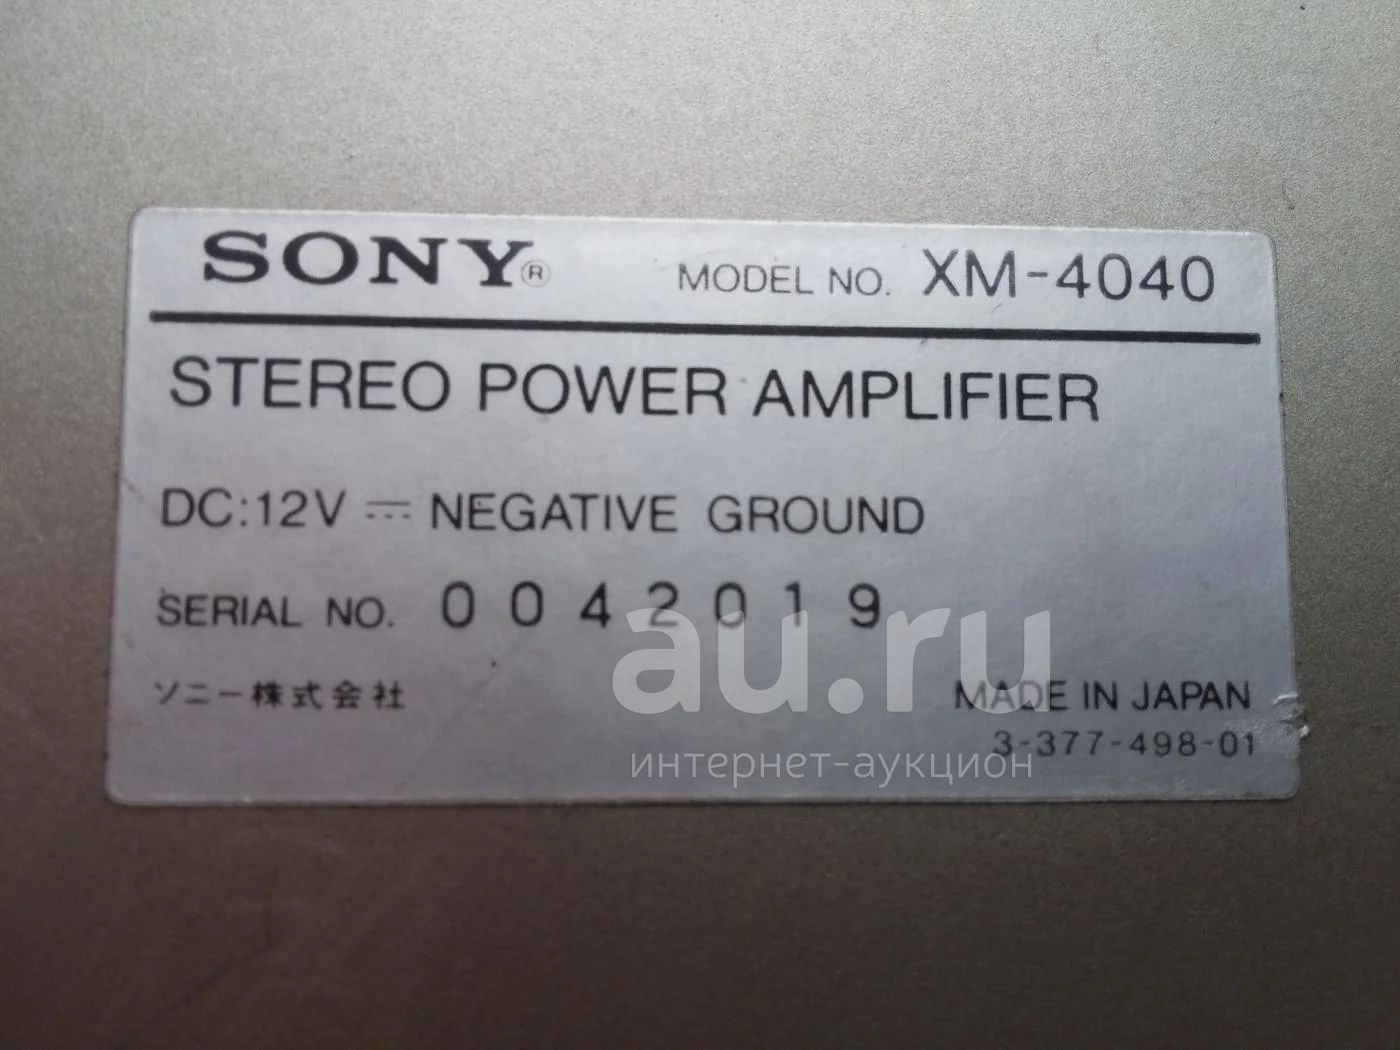 SONY® MODEL NO. XM-4040
STEREO POWER AMPLIFIER
DC:12V ⎓ NEGATIVE GROUND
SERIAL NO. 0042019
ソニー株式会社
MADE IN JAPAN
3-377-498-01
au.ru
интернет-аукцион